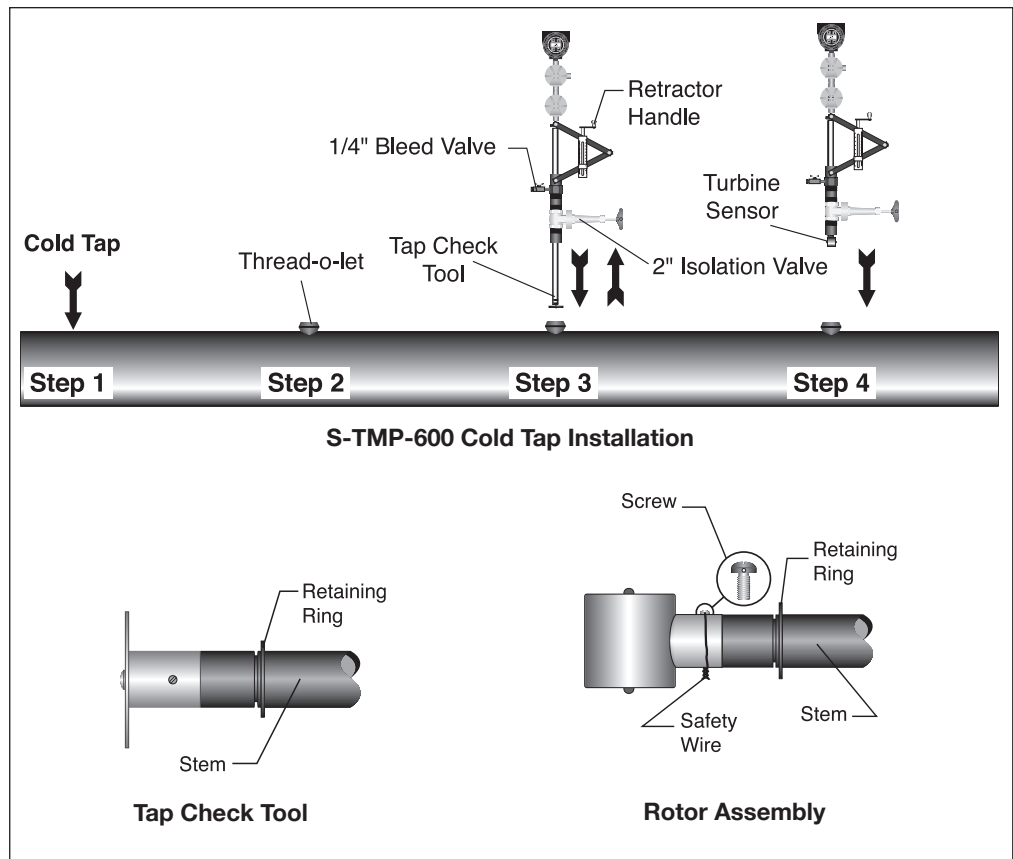 Retractor
Handle
1/4" Bleed Valve
Turbine
Sensor
Cold Tap
Thread-o-let
Tap Check
Tool
2" Isolation Valve
Step 1
Step 2
Step 3
Step 4
S-TMP-600 Cold Tap Installation
Screw
Retaining
Ring
Retaining
Ring
Stem
Safety
Wire
Stem
Tap Check Tool
Rotor Assembly